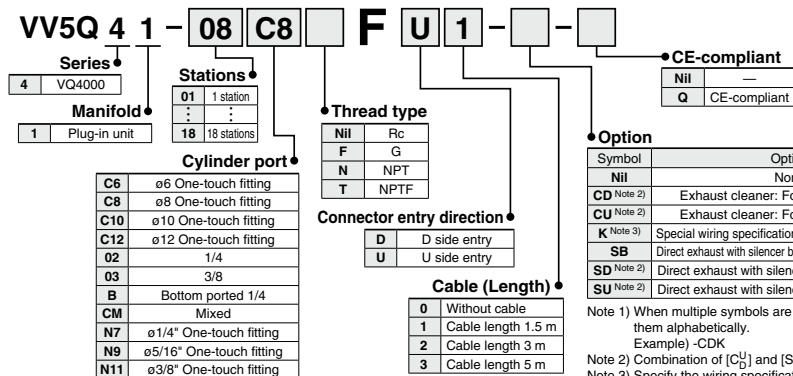 VV5Q 4 1 – 08 C8 F U 1 – –
Series
4 VQ4000
Manifold
1 Plug-in unit
Stations
01 1 station
⋮ ⋮
18 18 stations
Cylinder port
C6 ø6 One-touch fitting
C8 ø8 One-touch fitting
C10 ø10 One-touch fitting
C12 ø12 One-touch fitting
02 1/4
03 3/8
B Bottom ported 1/4
CM Mixed
N7 ø1/4" One-touch fitting
N9 ø5/16" One-touch fitting
N11 ø3/8" One-touch fitting
Thread type
Nil Rc
F G
N NPT
T NPTF
Connector entry direction
D D side entry
U U side entry
Cable (Length)
0 Without cable
1 Cable length 1.5 m
2 Cable length 3 m
3 Cable length 5 m
CE-compliant
Nil —
Q CE-compliant
Option
Symbol
Nil
CD Note 2) Exhaust cleaner:
CU Note 2) Exhaust cleaner:
K Note 3) Special wiring
SB Direct exhaust with silencer
SD Note 2) Direct exhaust with
SU Note 2) Direct exhaust with
Note 1) When multiple symbols are
them alphabetically.
Example) -CDK
Note 2) Combination of [CUD] and
Note 3) Specify the wiring